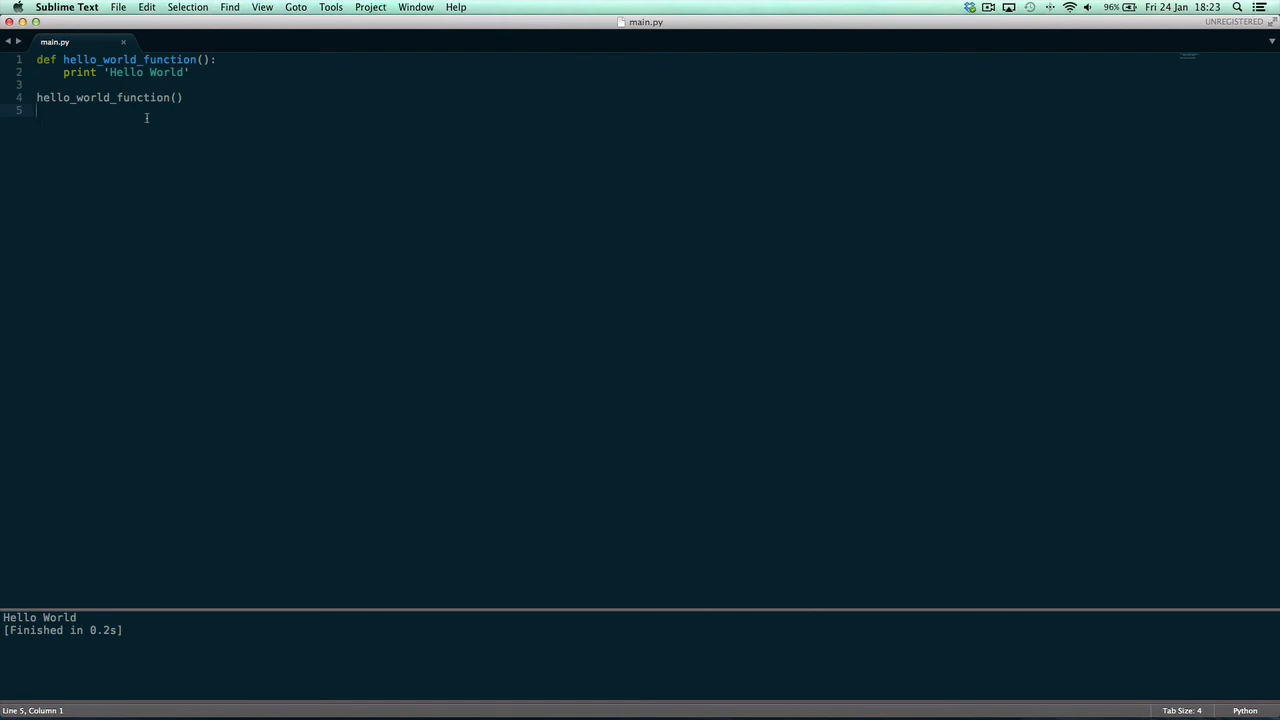 Sublime Text File Edit Selection Find View Goto Tools Project Window Help 96% Fri 24 Jan 18:23
main.py UNREGISTERED
main.py ×
1 def hello_world_function():
2     print 'Hello World'
3
4 hello_world_function()
5
Hello World
[Finished in 0.2s]
Line 5, Column 1 Tab Size: 4 Python